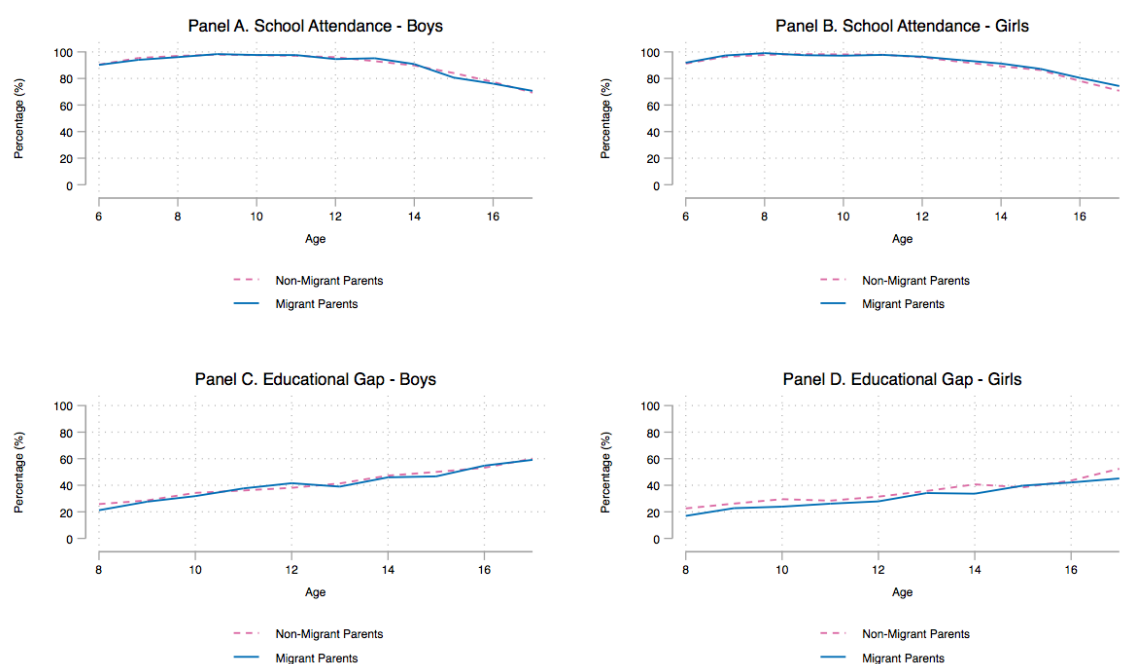 Panel A. School Attendance - Boys
100
80
60
40
20
0
Percentage (%)
6 8 10 12 14 16
Age
Non-Migrant Parents
Migrant Parents
Panel B. School Attendance - Girls
100
80
60
40
20
0
Percentage (%)
6 8 10 12 14 16
Age
Non-Migrant Parents
Migrant Parents
Panel C. Educational Gap - Boys
100
80
60
40
20
0
Percentage (%)
8 10 12 14 16
Age
Non-Migrant Parents
Migrant Parents
Panel D. Educational Gap - Girls
100
80
60
40
20
0
Percentage (%)
8 10 12 14 16
Age
Non-Migrant Parents
Migrant Parents